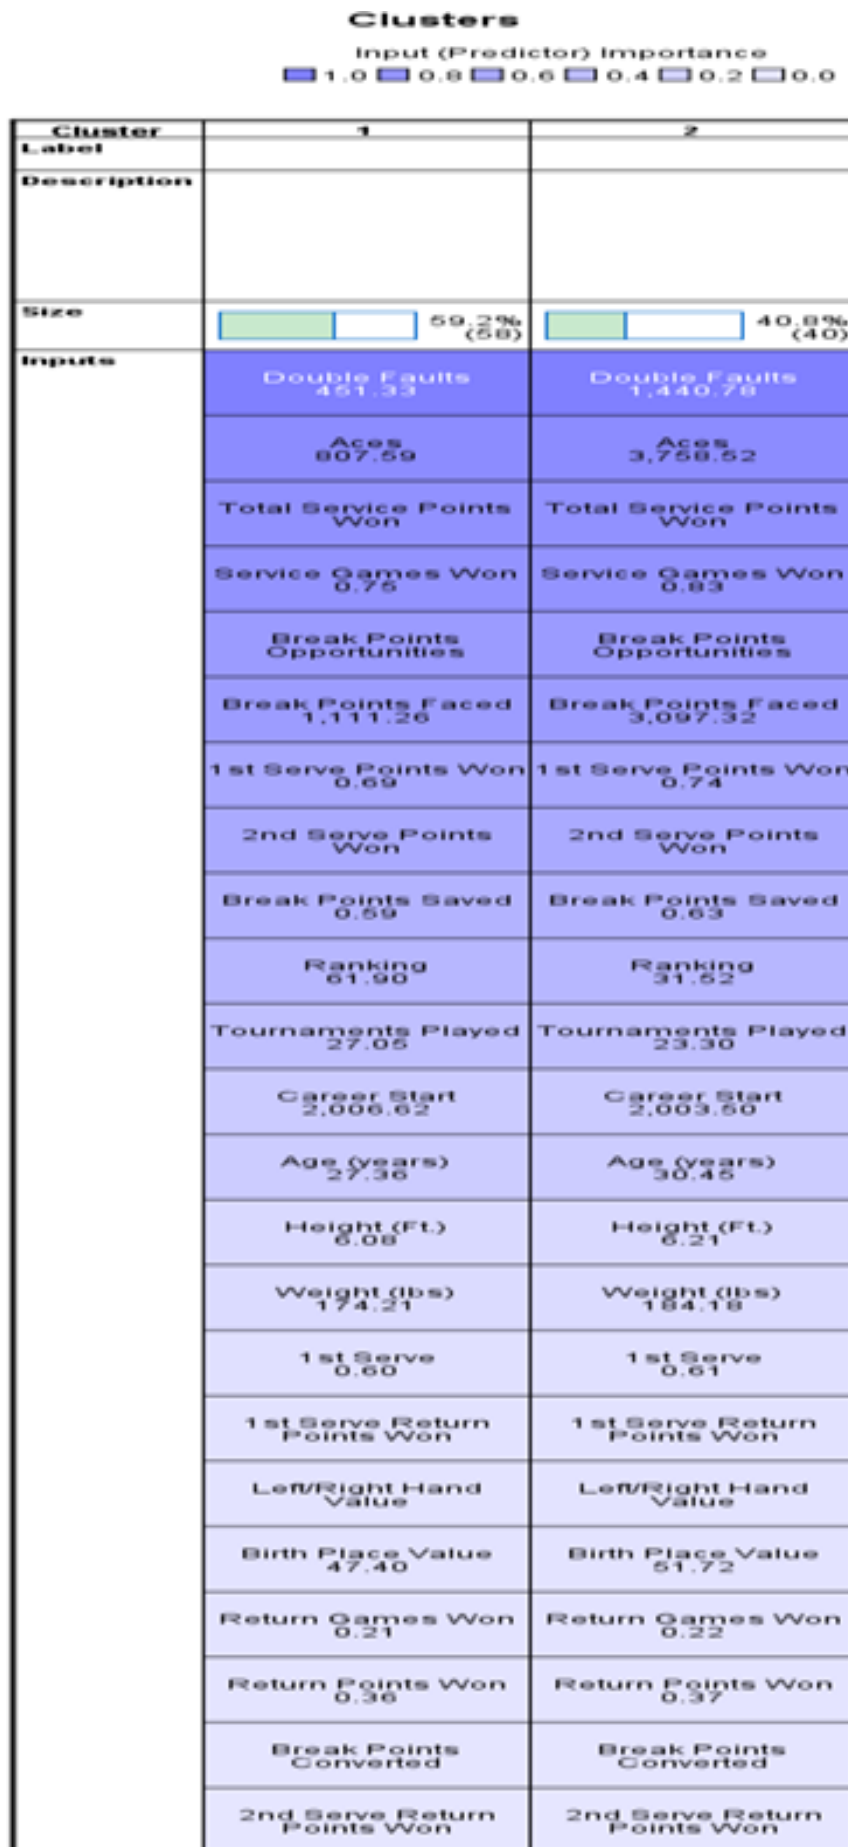 Clusters
Input (Predictor) Importance
1.0 0.8 0.6 0.4 0.2 0.0
Cluster 1 2
Label
Description
Size 59.2% (58) 40.8% (40)
Inputs
Double Faults Double Faults
451.33 1,440.78
Aces Aces
807.59 3,758.52
Total Service Points Total Service Points
Won Won
Service Games Won Service Games Won
0.75 0.83
Break Points Break Points
Opportunities Opportunities
Break Points Faced Break Points Faced
1,111.26 3,097.32
1st Serve Points Won 1st Serve Points Won
0.69 0.74
2nd Serve Points 2nd Serve Points
Won Won
Break Points Saved Break Points Saved
0.59 0.63
Ranking Ranking
61.90 31.52
Tournaments Played Tournaments Played
27.05 23.30
Career Start Career Start
2,006.62 2,003.50
Age (years) Age (years)
27.36 30.45
Height (Ft.) Height (Ft.)
6.08 6.21
Weight (lbs) Weight (lbs)
174.21 184.18
1st Serve 1st Serve
0.60 0.61
1st Serve Return 1st Serve Return
Points Won Points Won
Left/Right Hand Left/Right Hand
Value Value
Birth Place Value Birth Place Value
47.40 51.72
Return Games Won Return Games Won
0.21 0.22
Return Points Won Return Points Won
0.36 0.37
Break Points Break Points
Converted Converted
2nd Serve Return 2nd Serve Return
Points Won Points Won